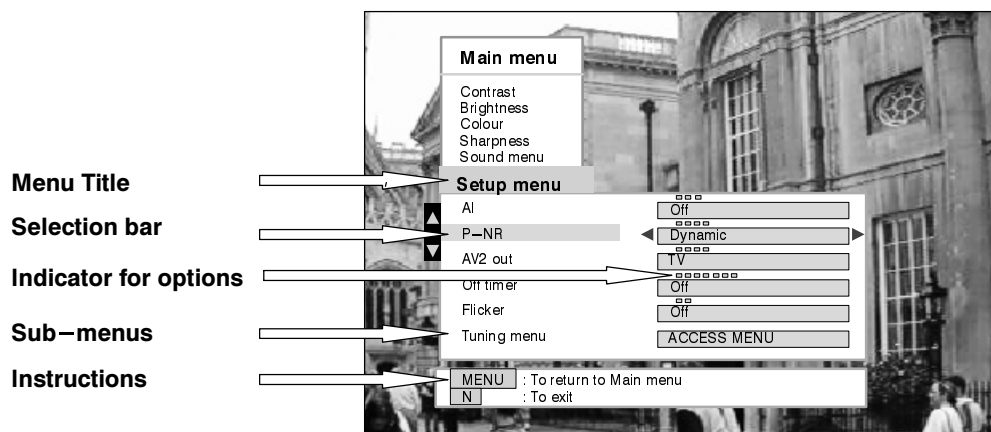 Main menu
Contrast
Brightness
Colour
Sharpness
Sound menu
Menu Title
Setup menu
Selection bar
AI Off
P–NR Dynamic
AV2 out TV
Indicator for options
Off timer Off
Flicker Off
Sub–menus
Tuning menu ACCESS MENU
Instructions
MENU : To return to Main menu
N : To exit